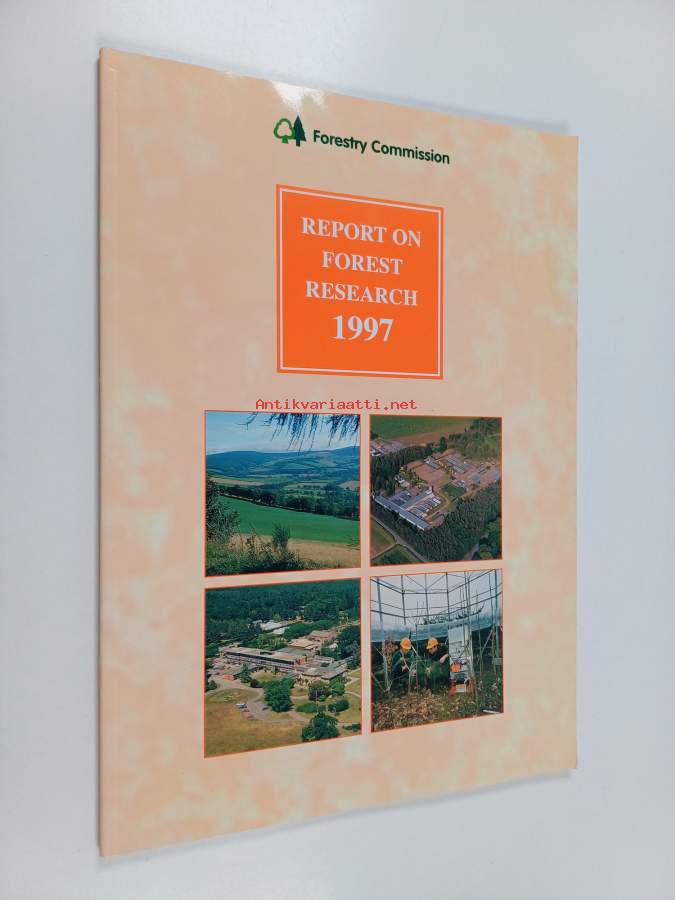 Forestry Commission
REPORT ON
FOREST
RESEARCH
1997
Antikvariaatti.net